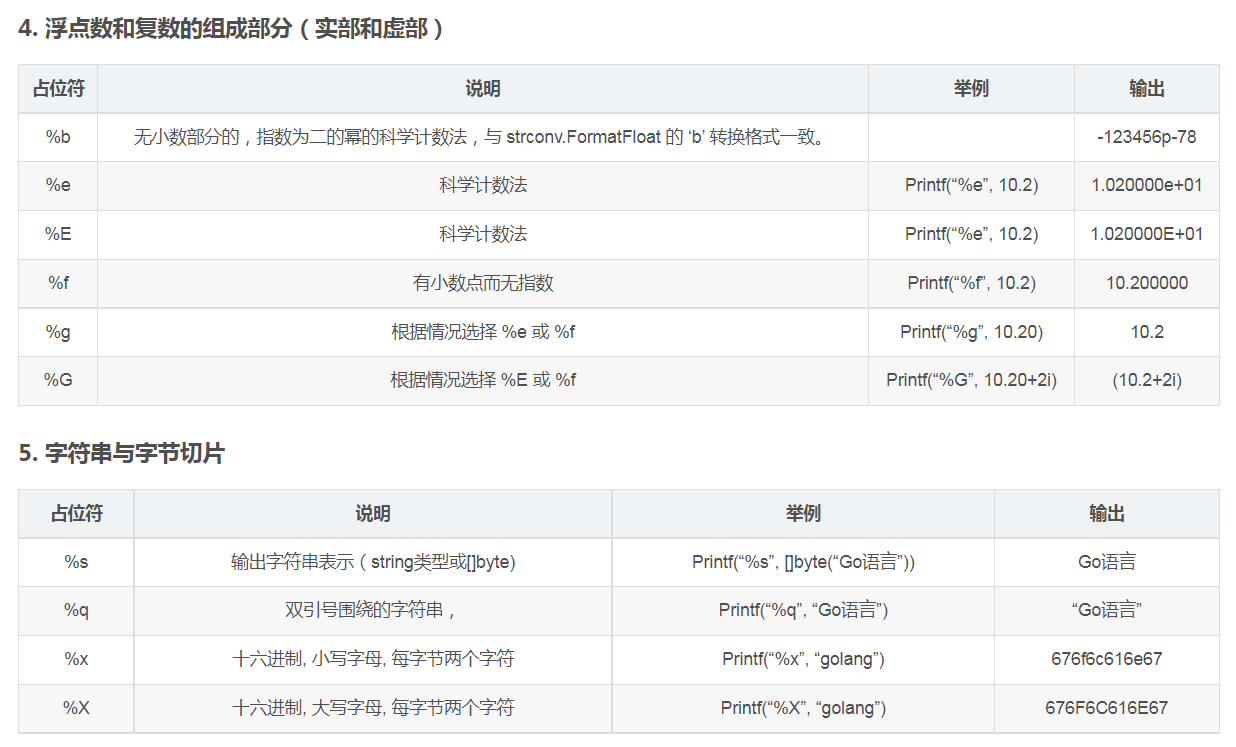 4. 浮点数和复数的组成部分（实部和虚部）
占位符 说明 举例 输出
%b 无小数部分的，指数为二的幂的科学计数法，与 strconv.FormatFloat 的 ‘b’ 转换格式一致。 -123456p-78
%e 科学计数法 Printf(“%e”, 10.2) 1.020000e+01
%E 科学计数法 Printf(“%e”, 10.2) 1.020000E+01
%f 有小数点而无指数 Printf(“%f”, 10.2) 10.200000
%g 根据情况选择 %e 或 %f Printf(“%g”, 10.20) 10.2
%G 根据情况选择 %E 或 %f Printf(“%G”, 10.20+2i) (10.2+2i)
5. 字符串与字节切片
占位符 说明 举例 输出
%s 输出字符串表示（string类型或[]byte) Printf(“%s”, []byte(“Go语言”)) Go语言
%q 双引号围绕的字符串， Printf(“%q”, “Go语言”) “Go语言”
%x 十六进制, 小写字母, 每字节两个字符 Printf(“%x”, “golang”) 676f6c616e67
%X 十六进制, 大写字母, 每字节两个字符 Printf(“%X”, “golang”) 676F6C616E67